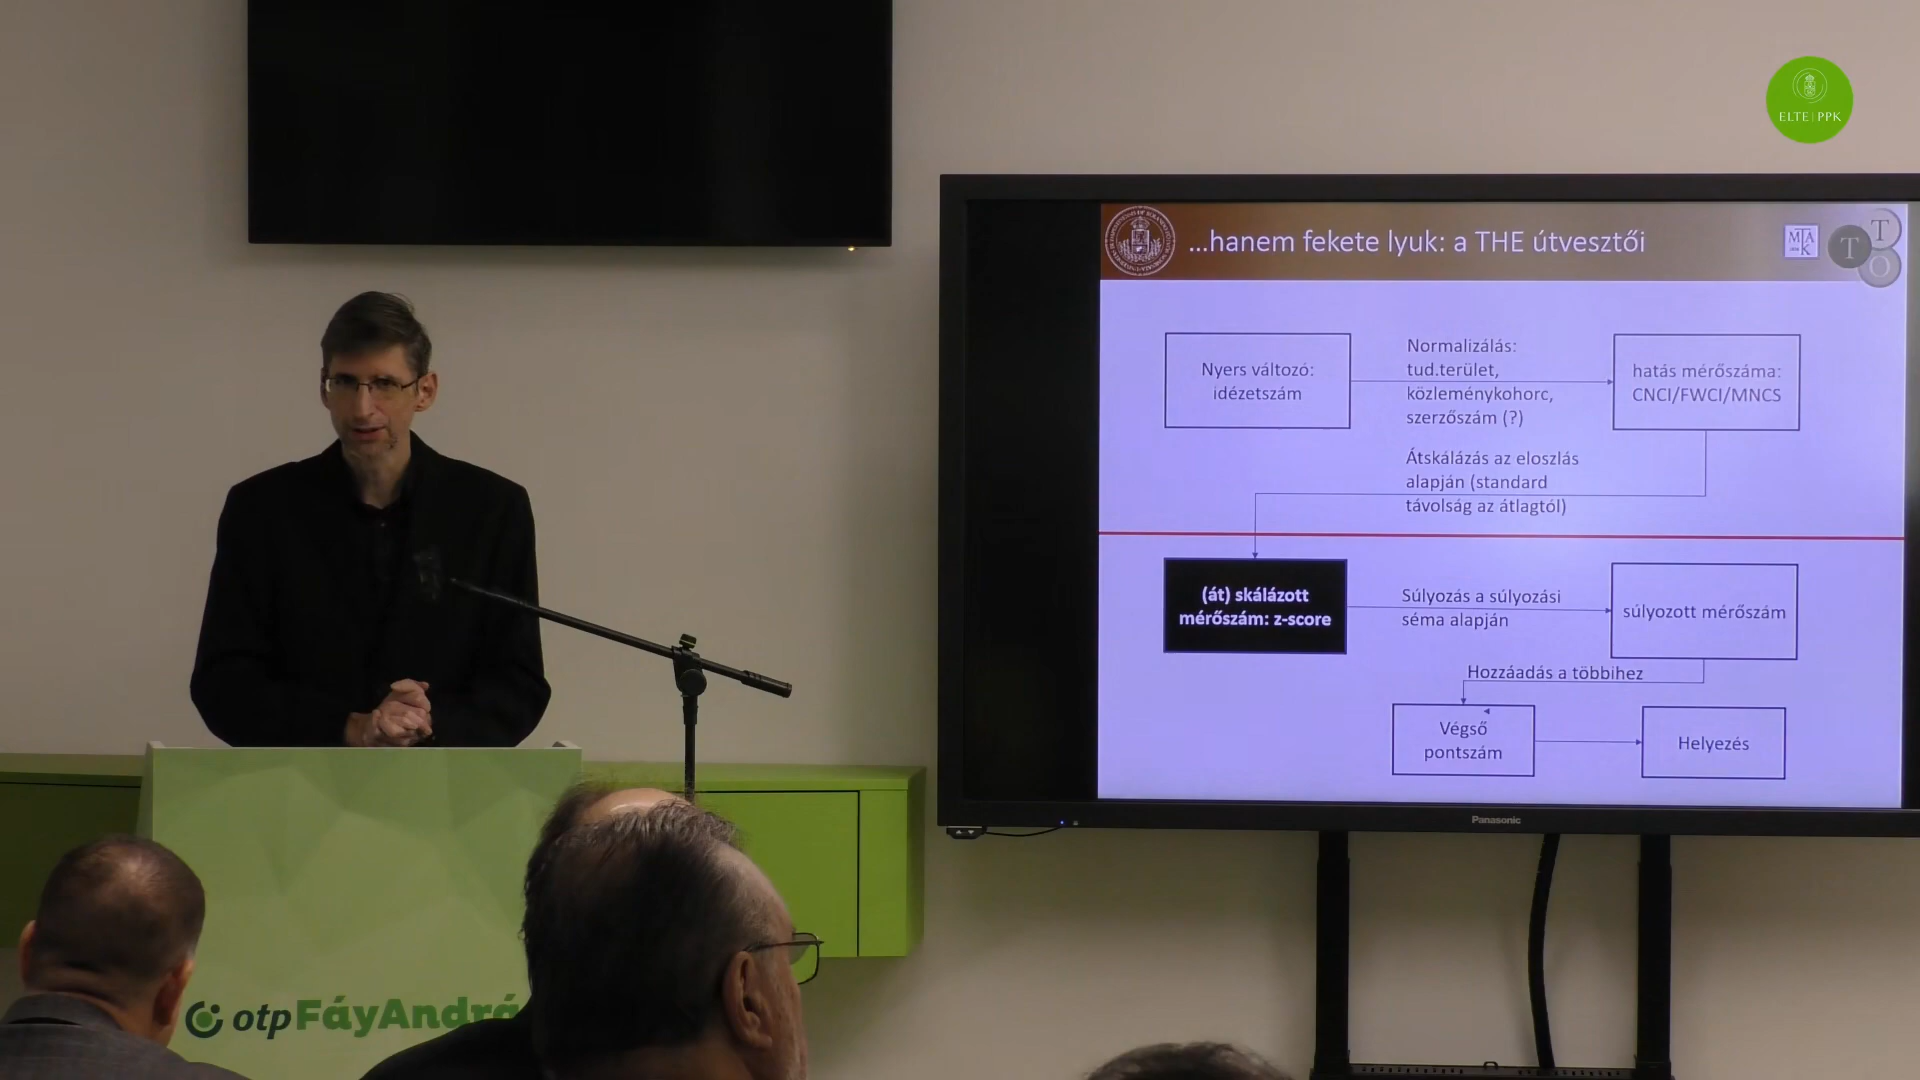 ELTE | PPK
...hanem fekete lyuk: a THE útvesztői
MTA
K
T
T
O
Nyers változó:
idézetszám
Normalizálás:
tud.terület,
közleménykohorc,
szerzőszám (?)
hatás mérőszáma:
CNCI/FWCI/MNCS
Átskálázás az eloszlás
alapján (standard
távolság az átlagtól)
(át) skálázott
mérőszám: z-score
Súlyozás a súlyozási
séma alapján
súlyozott mérőszám
Hozzáadás a többihez
Végső
pontszám
Helyezés
Panasonic
otp FáyAndrá